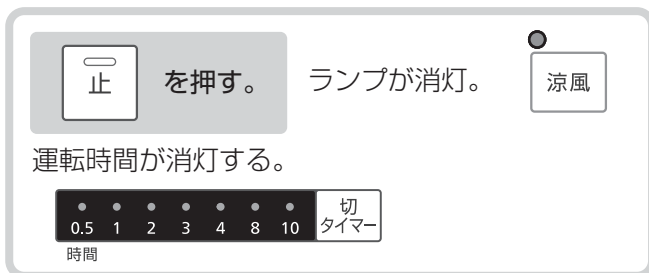 止 を押す。 ランプが消灯。 涼風
運転時間が消灯する。
0.5 1 2 3 4 8 10 切タイマー
時間